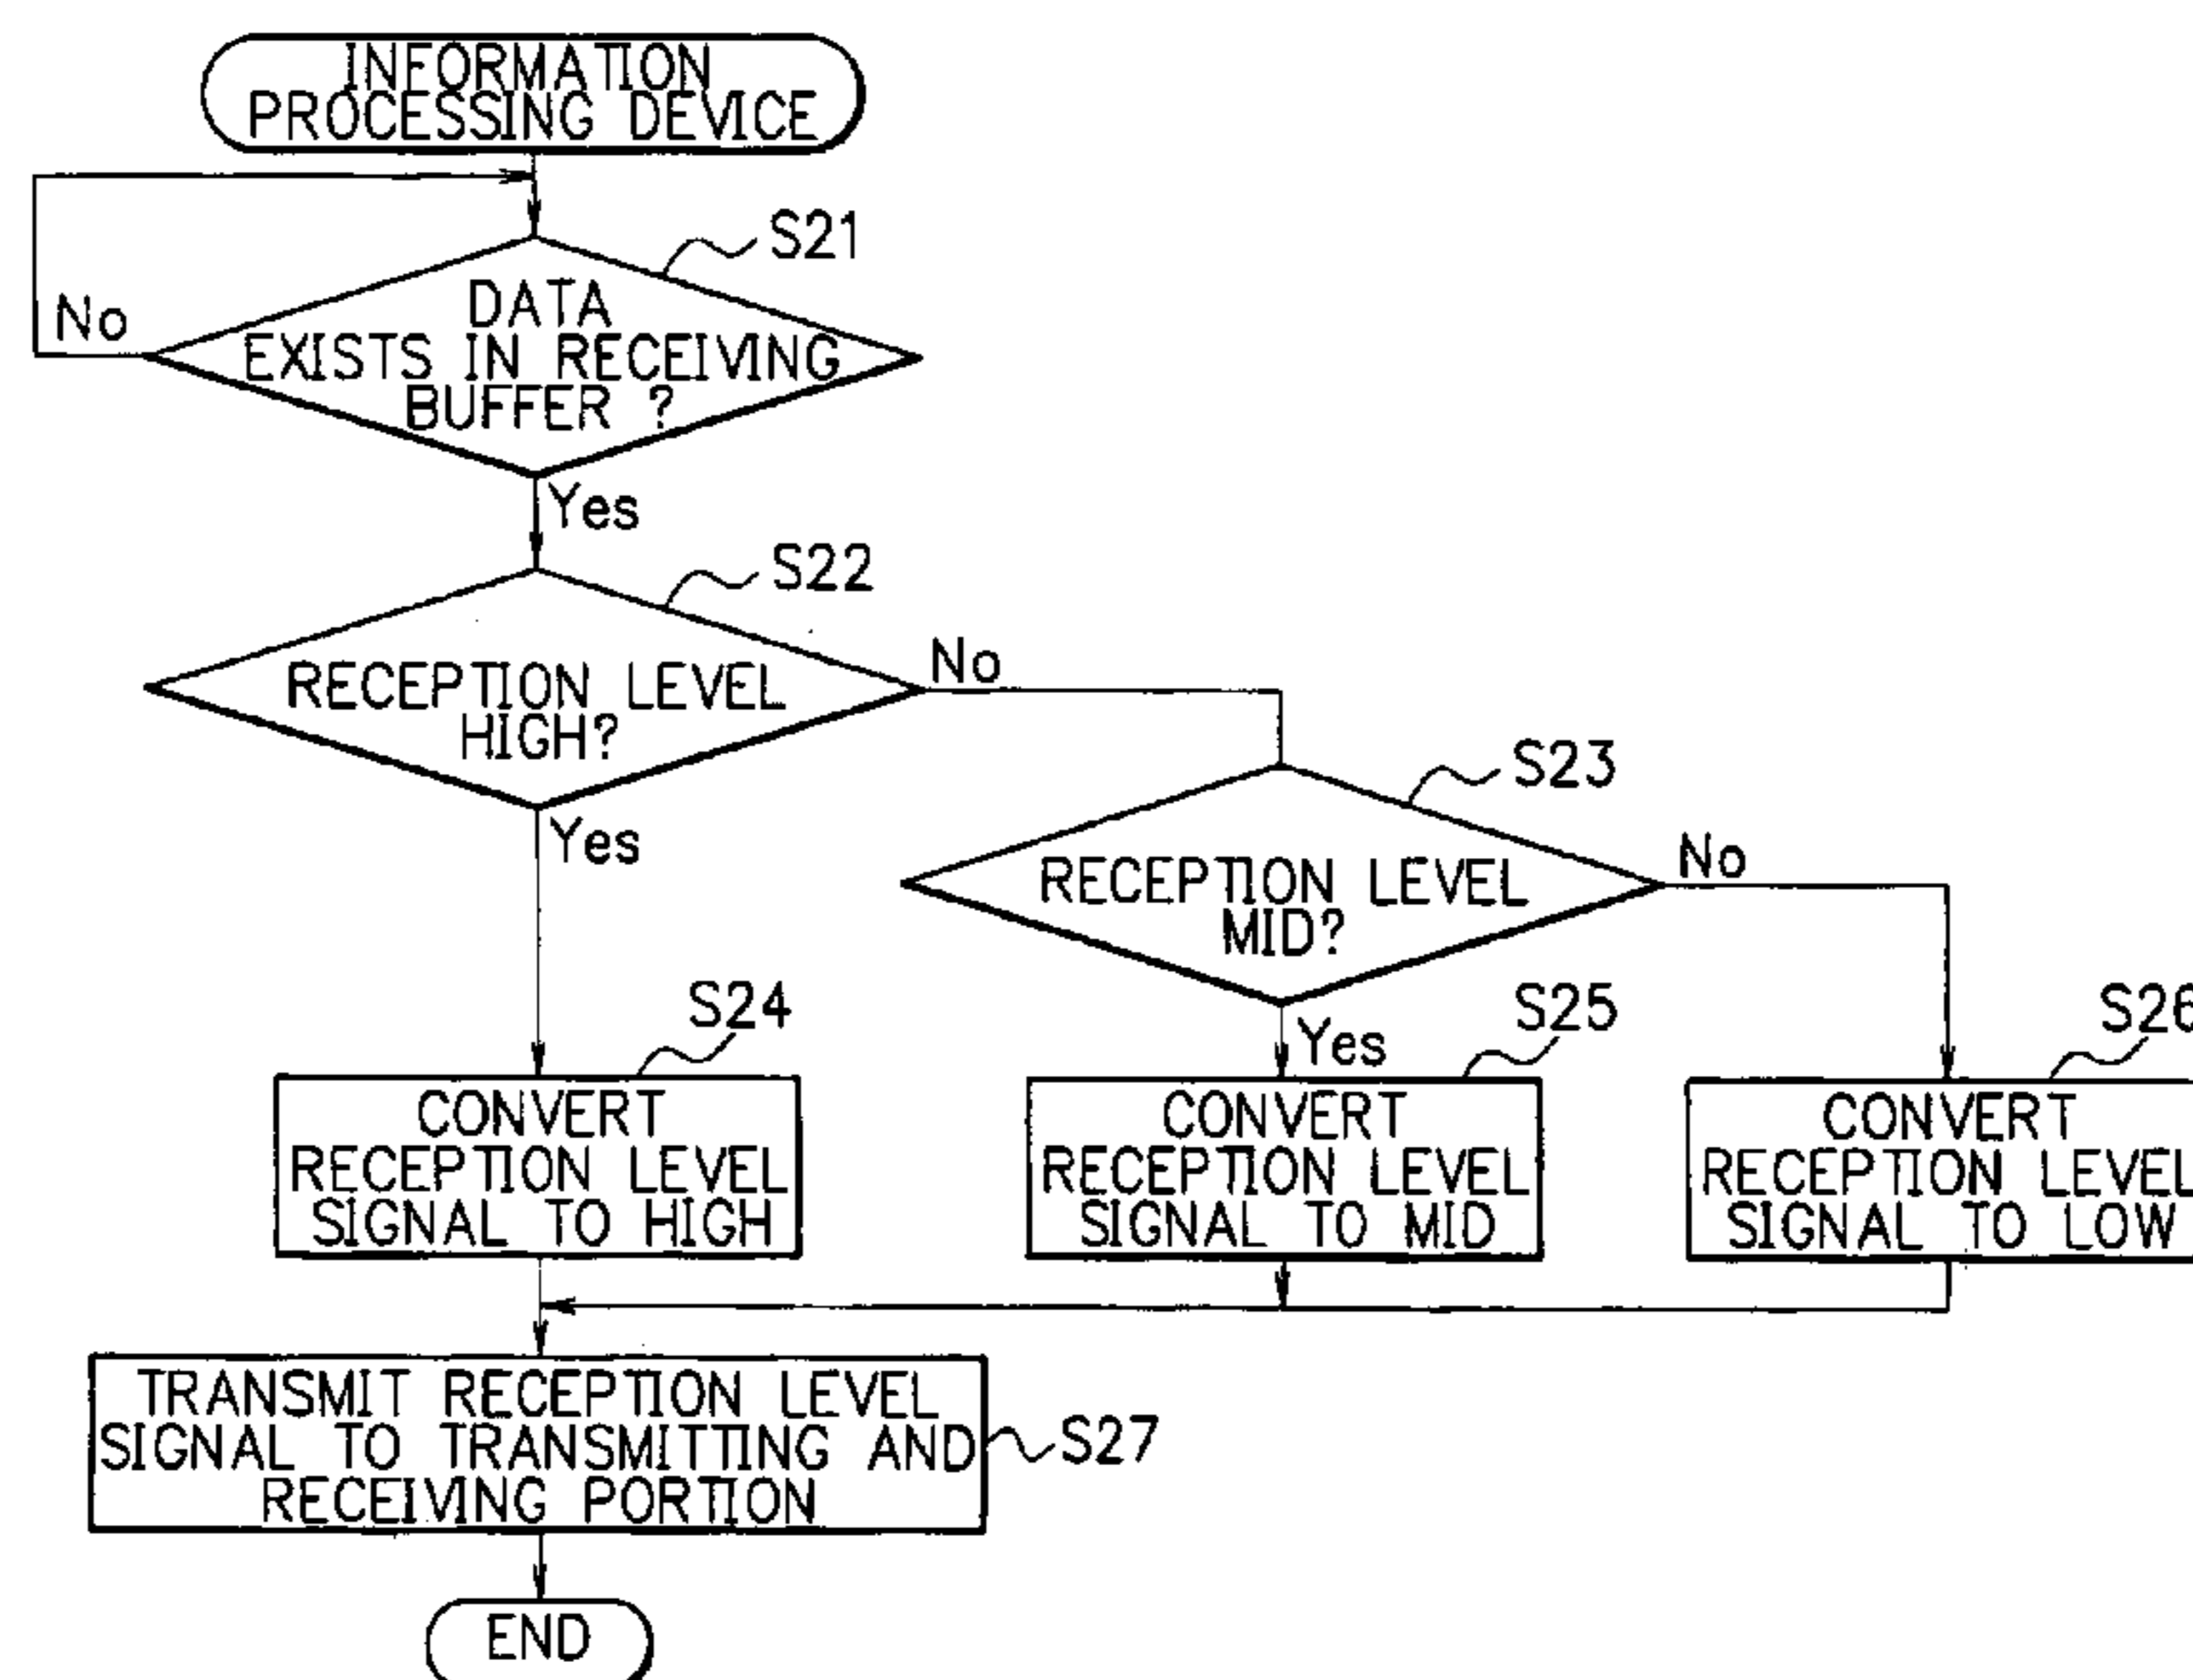 INFORMATION
PROCESSING DEVICE
S21
No
DATA
EXISTS IN RECEIVING
BUFFER ?
Yes
S22
RECEPTION LEVEL
HIGH?
No
Yes
S23
RECEPTION LEVEL
MID?
No
Yes
S24
CONVERT
RECEPTION LEVEL
SIGNAL TO HIGH
S25
CONVERT
RECEPTION LEVEL
SIGNAL TO MID
S26
CONVERT
RECEPTION LEVEL
SIGNAL TO LOW
TRANSMIT RECEPTION LEVEL
SIGNAL TO TRANSMITTING AND
RECEIVING PORTION
S27
END